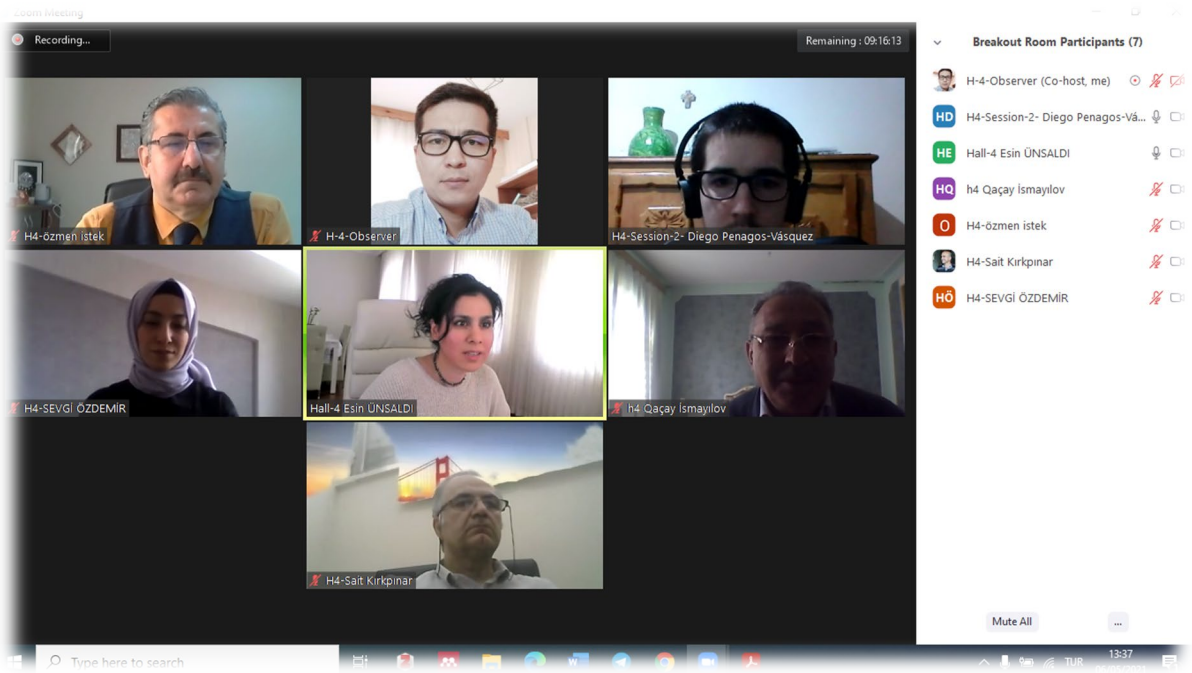 Zoom Meeting
Recording...
Remaining : 09:16:13
H4-özmen istek
H-4-Observer
H4-Session-2- Diego Penagos-Vásquez
H4-SEVGİ ÖZDEMİR
Hall-4 Esin ÜNSALDI
h4 Qaçay İsmayılov
H4-Sait Kırkpınar
Breakout Room Participants (7)
H-4-Observer (Co-host, me)
HD H4-Session-2- Diego Penagos-Vá...
HE Hall-4 Esin ÜNSALDI
HQ h4 Qaçay İsmayılov
O H4-özmen istek
H4-Sait Kırkpınar
HÖ H4-SEVGİ ÖZDEMİR
Mute All
...
Type here to search
TUR
13:37